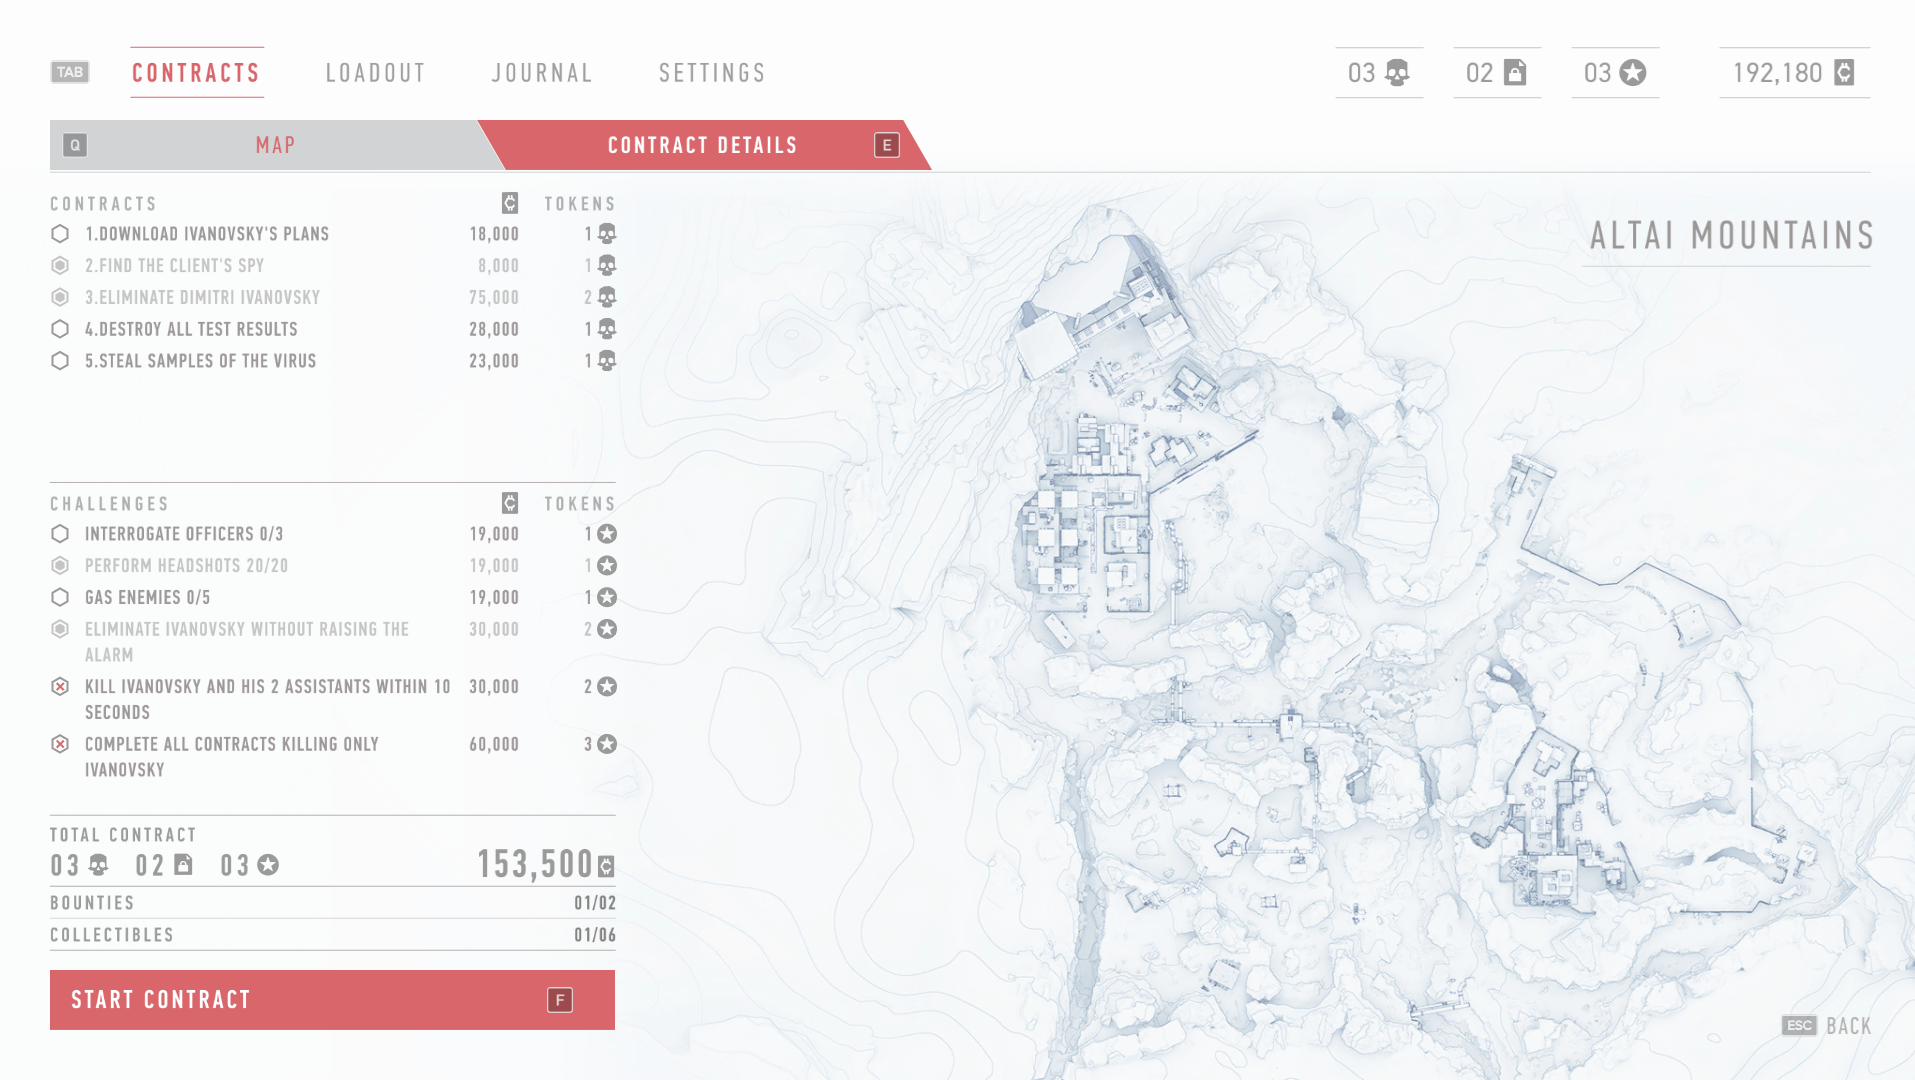 TAB CONTRACTS LOADOUT JOURNAL SETTINGS 03 02 03 192,180
Q MAP CONTRACT DETAILS E
CONTRACTS TOKENS
1.DOWNLOAD IVANOVSKY'S PLANS 18,000 1
2.FIND THE CLIENT'S SPY 8,000 1
3.ELIMINATE DIMITRI IVANOVSKY 75,000 2
4.DESTROY ALL TEST RESULTS 28,000 1
5.STEAL SAMPLES OF THE VIRUS 23,000 1
ALTAI MOUNTAINS
CHALLENGES TOKENS
INTERROGATE OFFICERS 0/3 19,000 1
PERFORM HEADSHOTS 20/20 19,000 1
GAS ENEMIES 0/5 19,000 1
ELIMINATE IVANOVSKY WITHOUT RAISING THE 30,000 2
ALARM
KILL IVANOVSKY AND HIS 2 ASSISTANTS WITHIN 10 30,000 2
SECONDS
COMPLETE ALL CONTRACTS KILLING ONLY 60,000 3
IVANOVSKY
TOTAL CONTRACT
03 02 03 153,500
BOUNTIES 01/02
COLLECTIBLES 01/06
START CONTRACT F
ESC BACK